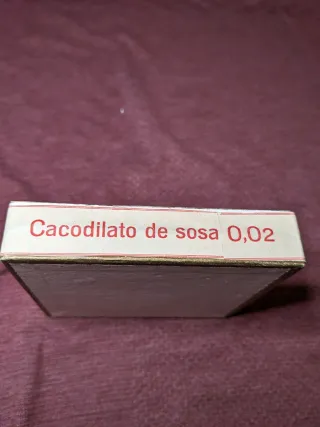 Cacodilato de sosa 0,02